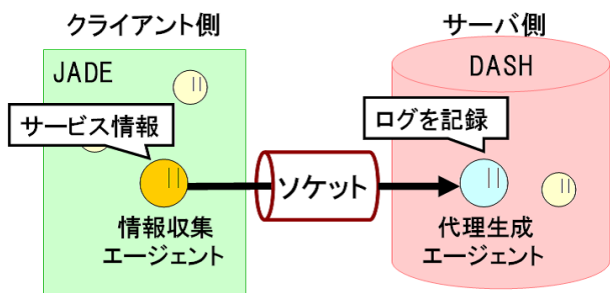 クライアント側
サーバ側
JADE
DASH
サービス情報
ログを記録
ソケット
情報収集
エージェント
代理生成
エージェント